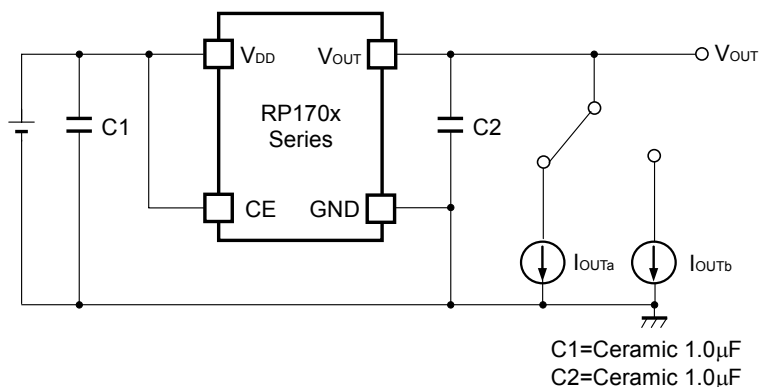 VDD
VOUT
VOUT
RP170x
Series
C1
C2
CE
GND
IOUTa
IOUTb
C1=Ceramic 1.0μF
C2=Ceramic 1.0μF